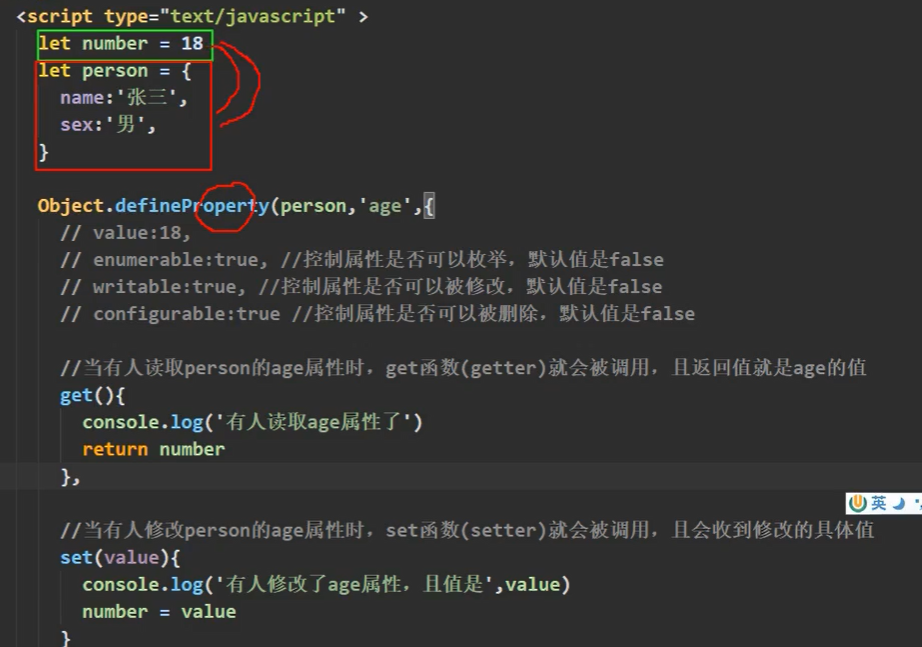 <script type="text/javascript" >
let number = 18
let person = {
name:'张三',
sex:'男',
}
Object.defineProperty(person,'age',{
// value:18,
// enumerable:true, //控制属性是否可以枚举，默认值是false
// writable:true, //控制属性是否可以被修改，默认值是false
// configurable:true //控制属性是否可以被删除，默认值是false
//当有人读取person的age属性时，get函数(getter)就会被调用，且返回值就是age的值
get(){
console.log('有人读取age属性了')
return number
},
英
//当有人修改person的age属性时，set函数(setter)就会被调用，且会收到修改的具体值
set(value){
console.log('有人修改了age属性，且值是',value)
number = value
}